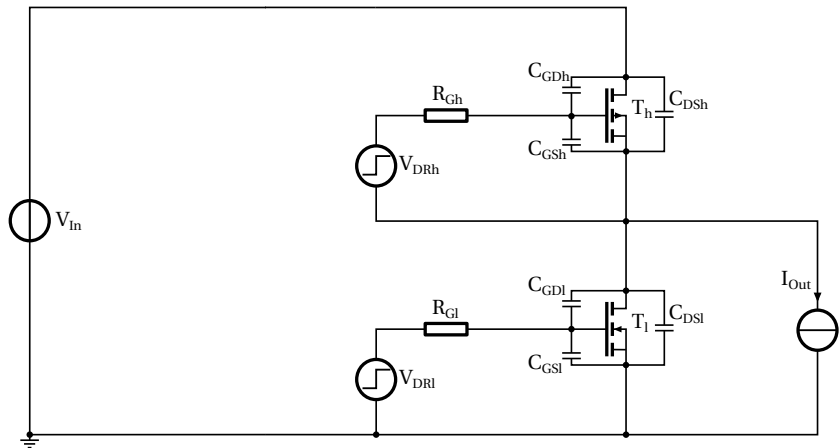 C_GDh
R_Gh
T_h
C_DSh
C_GSh
V_DRh
V_In
I_Out
C_GDl
R_Gl
T_l
C_DSl
C_GSl
V_DRl